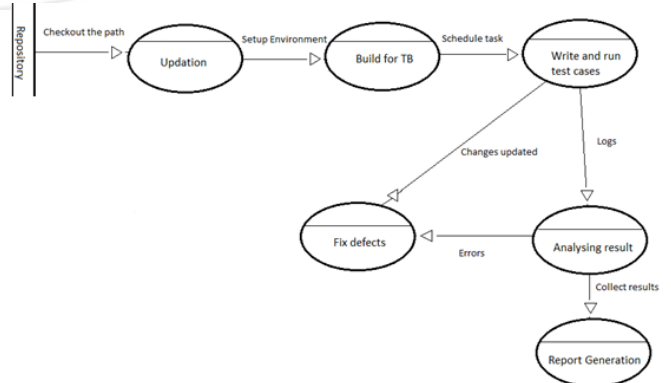 Repository
Checkout the path
Updation
Setup Environment
Build for TB
Schedule task
Write and run
test cases
Changes updated
Logs
Fix defects
Errors
Analysing result
Collect results
Report Generation